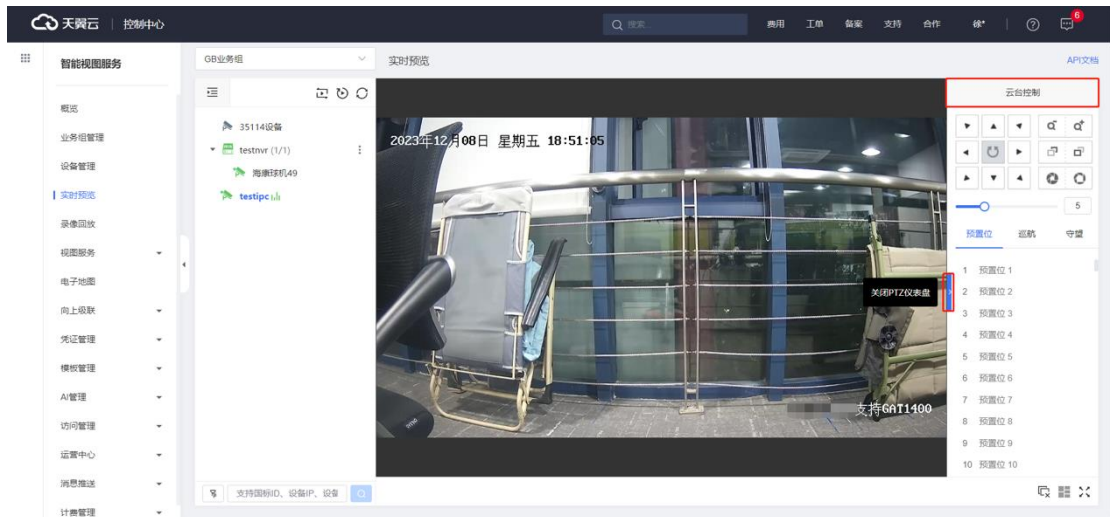 天翼云 控制中心 搜索... 费用 工单 备案 支持 合作 徐* 6
智能视图服务
GB业务组
实时预览
API文档
概览
业务组管理
设备管理
实时预览
录像回放
视图服务
电子地图
向上级联
凭证管理
模板管理
AI管理
访问管理
运营中心
消息推送
计费管理
35114设备
testnvr (1/1)
海康球机49
testipc
支持国标ID、设备IP、设备
2023年12月08日 星期五 18:51:05
关闭PTZ仪表盘
支持GAT1400
云台控制
5
预置位 巡航 守望
1 预置位 1
2 预置位 2
3 预置位 3
4 预置位 4
5 预置位 5
6 预置位 6
7 预置位 7
8 预置位 8
9 预置位 9
10 预置位 10